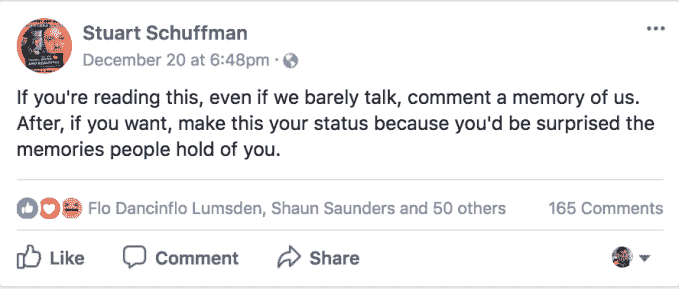 Stuart Schuffman
December 20 at 6:48pm ·
If you're reading this, even if we barely talk, comment a memory of us.
After, if you want, make this your status because you'd be surprised the
memories people hold of you.
Flo Dancinflo Lumsden, Shaun Saunders and 50 others 165 Comments
Like Comment Share